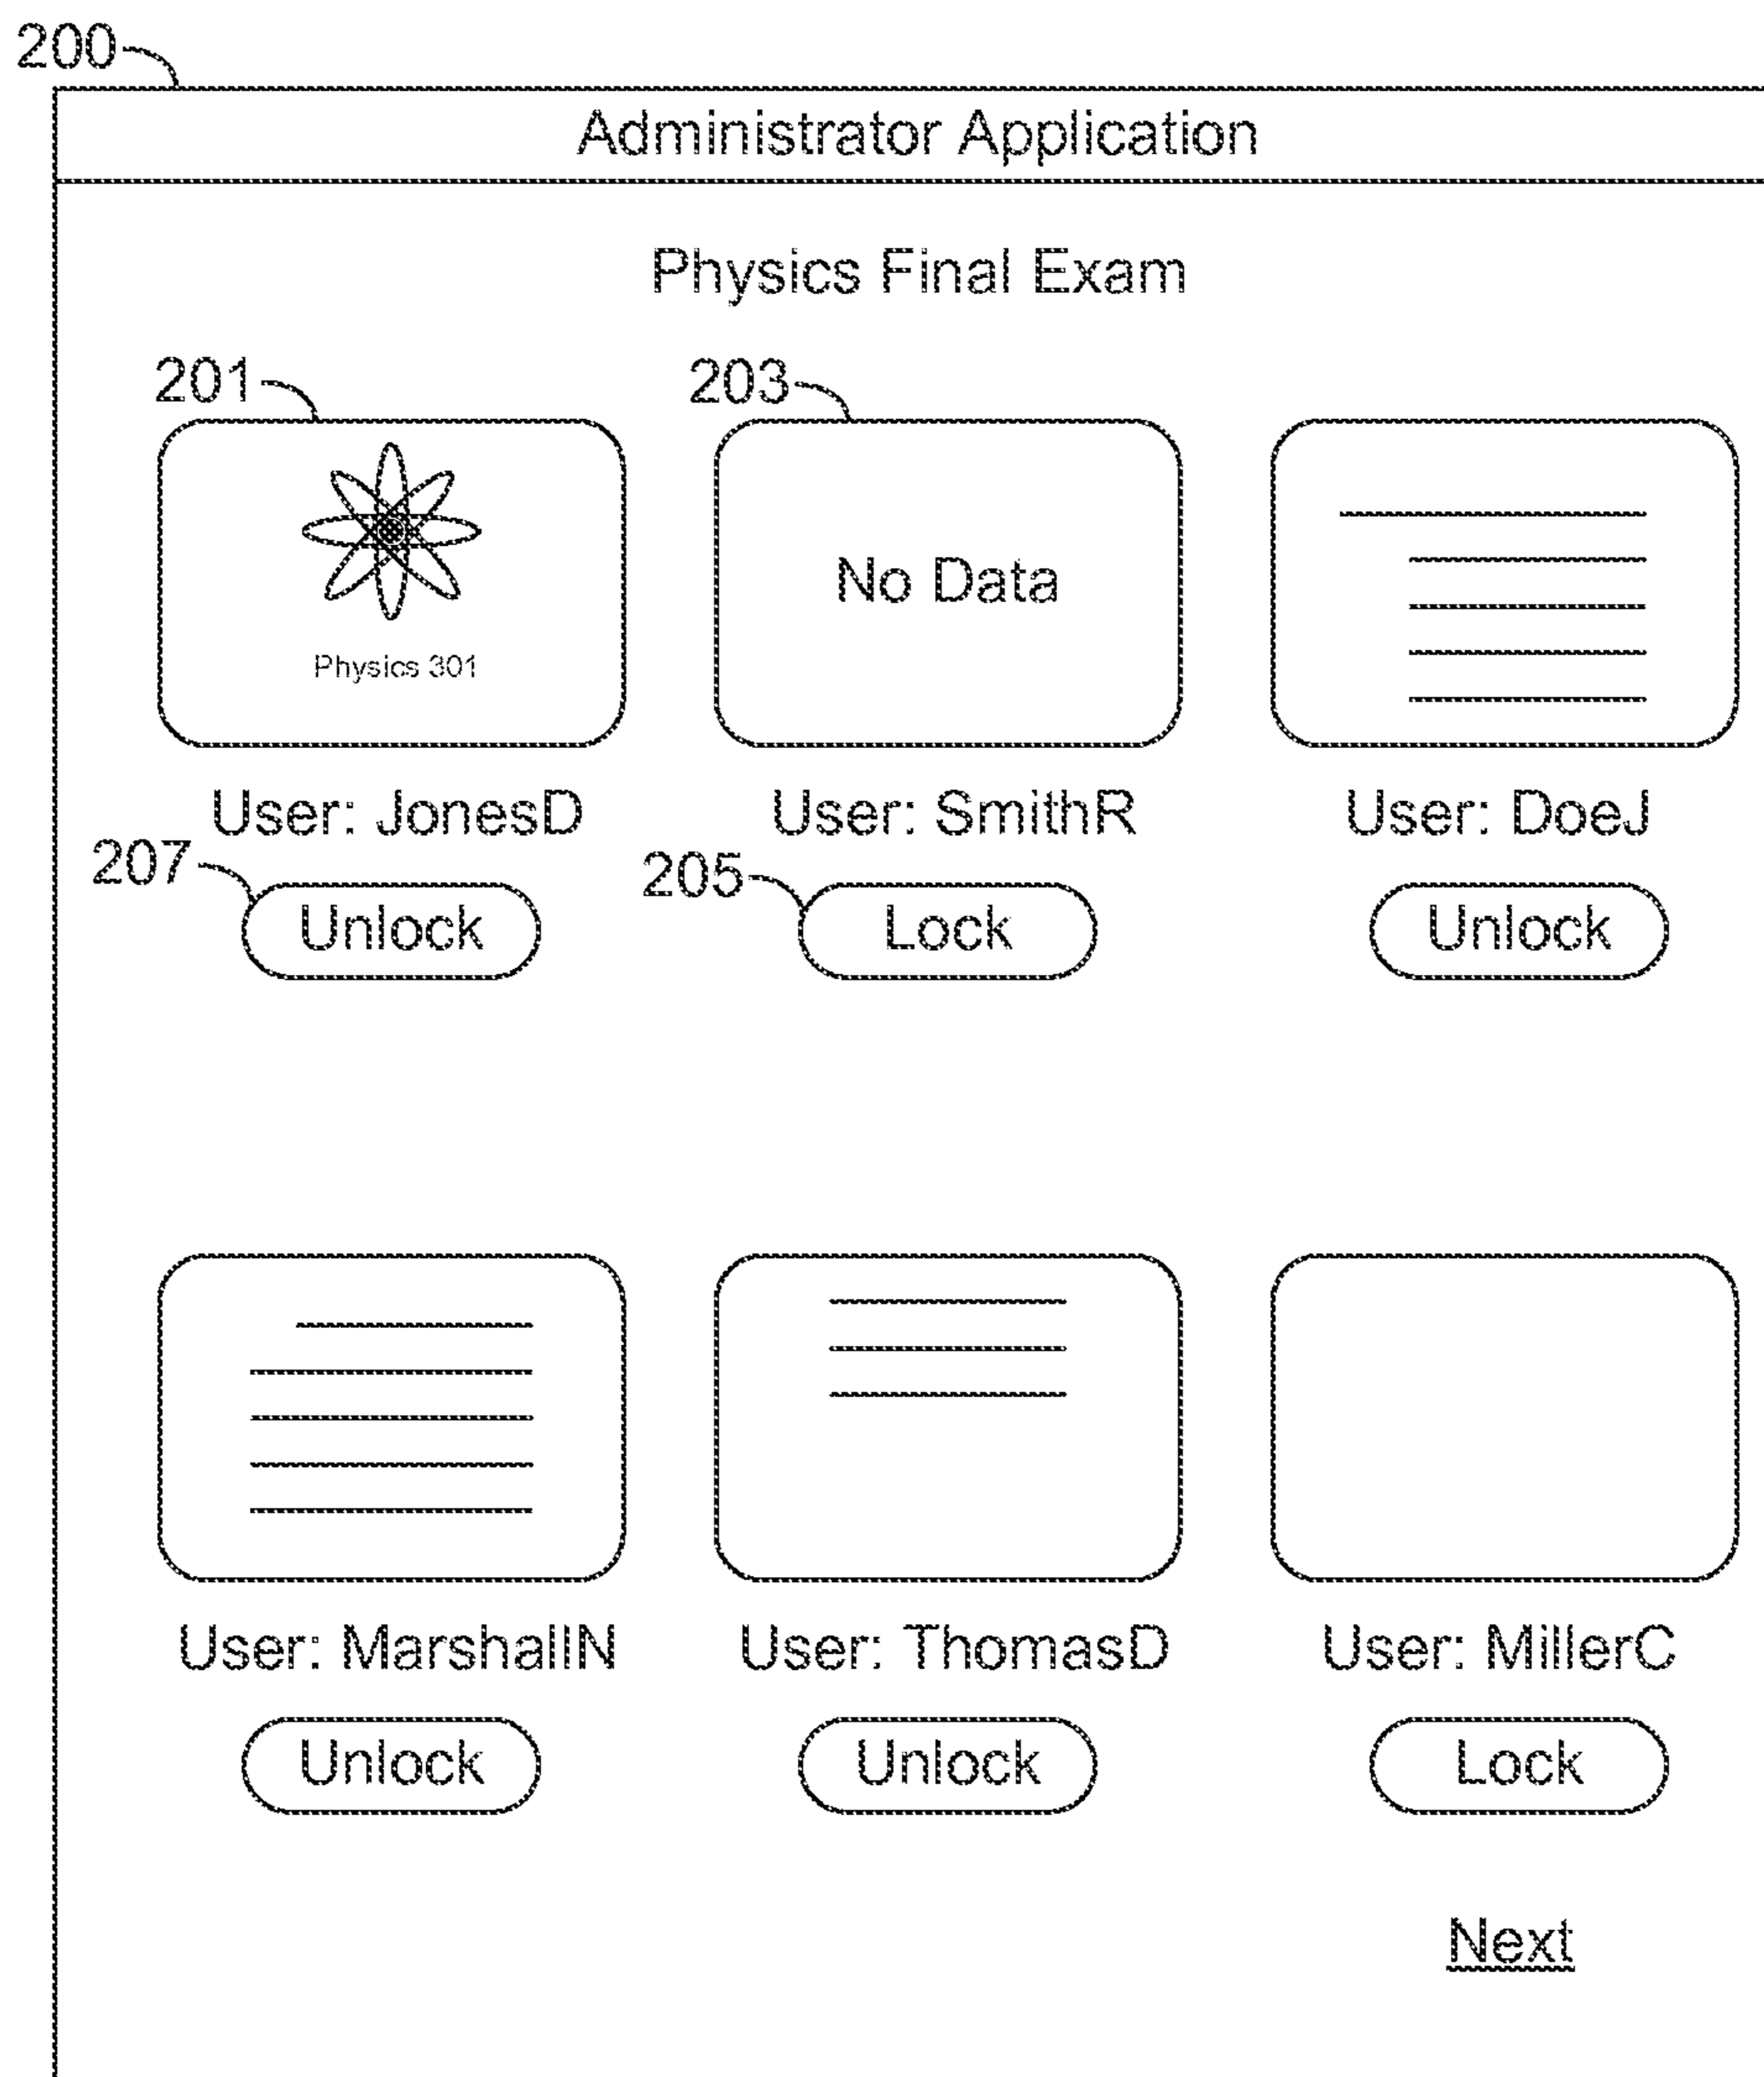 200
Administrator Application
Physics Final Exam
201 203
Physics 301
No Data
User: JonesD User: SmithR User: DoeJ
207 205
Unlock Lock Unlock
User: MarshallN User: ThomasD User: MillerC
Unlock Unlock Lock
Next